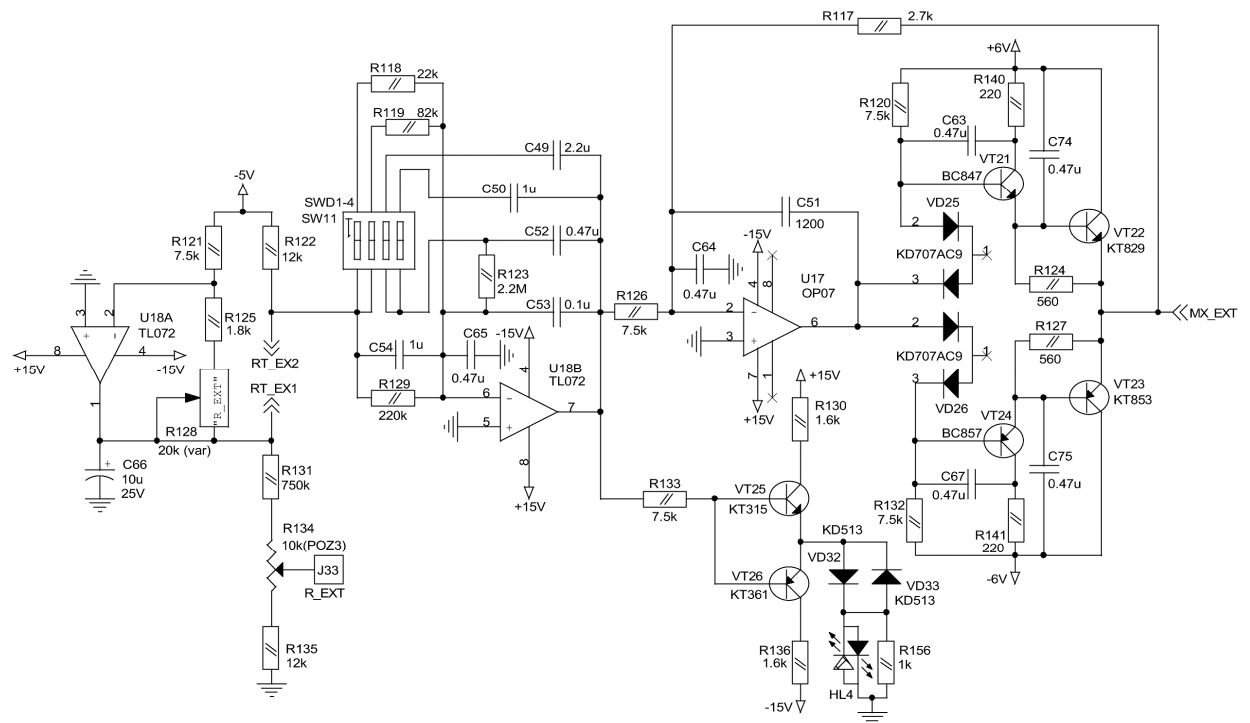 R117 2.7k
+6V
R118 22k
R119 82k
R120 7.5k
R140 220
C63 0.47u
C74 0.47u
VT21
BC847
C49 2.2u
C50 1u
-5V
SWD1-4
SW11
T
C52 0.47u
C51 1200
2 VD25
KD707AC9 1
3
VT22
KT829
R121 7.5k
R122 12k
R123 2.2M
C64 0.47u
-15V
4 8
U17
OP07
R124 560
3 2
U18A
TL072
R125 1.8k
C53 0.1u
R126 7.5k
2 −
3 +
6
2
KD707AC9 1
3
VD26
R127 560
MX_EXT
8 + − 4
+15V -15V
1
RT_EX2
RT_EX1
C54 1u
C65 0.47u
-15V
4
U18B
TL072
7 1
+15V
R129 220k
6 −
5 +
7
8
+15V
"R_EXT"
R128
20k (var)
+15V
R130 1.6k
VT24
BC857
VT23
KT853
C66 +
10u
25V
R131 750k
C67 0.47u
C75 0.47u
R132 7.5k
R141 220
-6V
R133 7.5k
VT25
KT315
KD513
VD32
VD33
KD513
VT26
KT361
R134
10k(POZ3)
J33
R_EXT
R135 12k
R136 1.6k
-15V
HL4
R156 1k